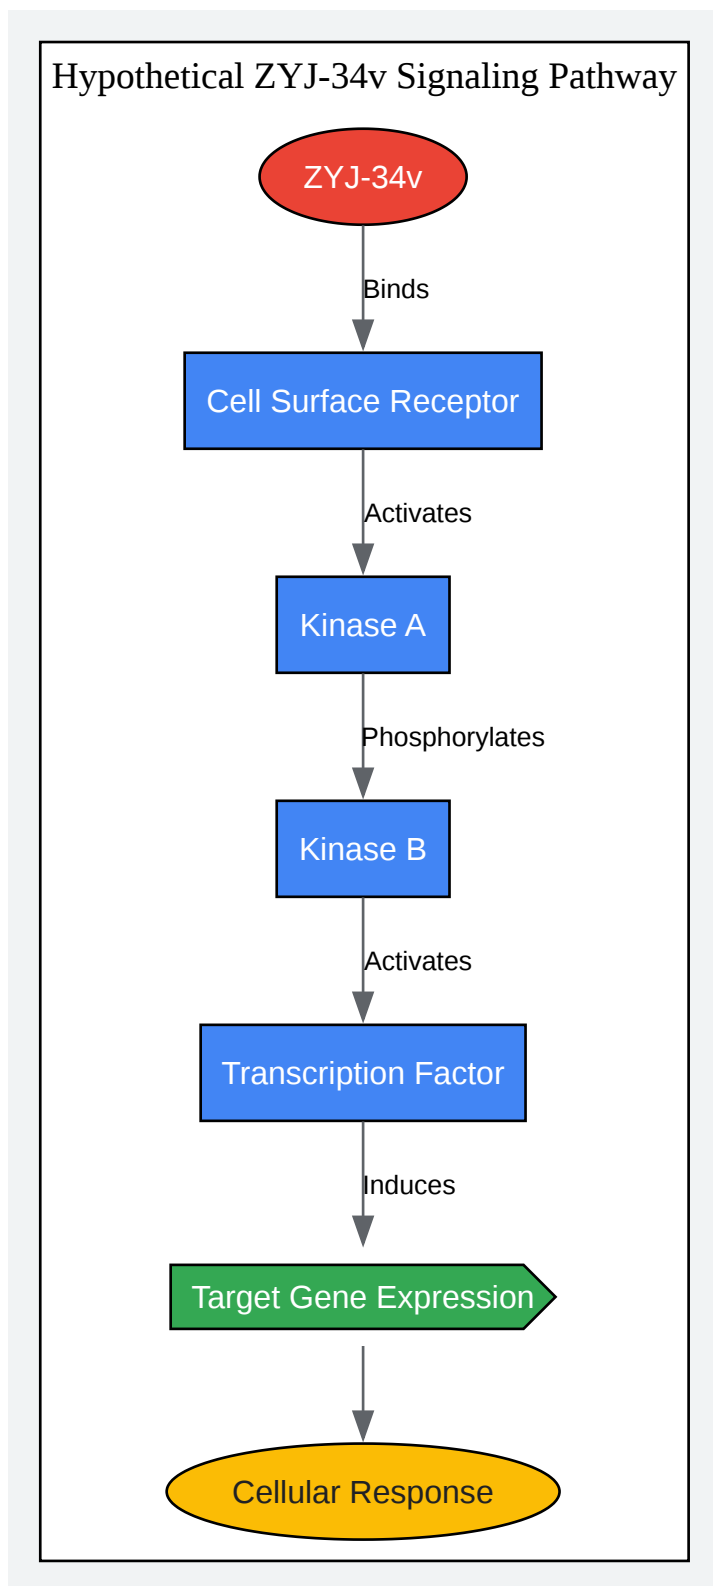 Hypothetical ZYJ-34v Signaling Pathway
ZYJ-34v
Binds
Cell Surface Receptor
Activates
Kinase A
Phosphorylates
Kinase B
Activates
Transcription Factor
Induces
Target Gene Expression
Cellular Response